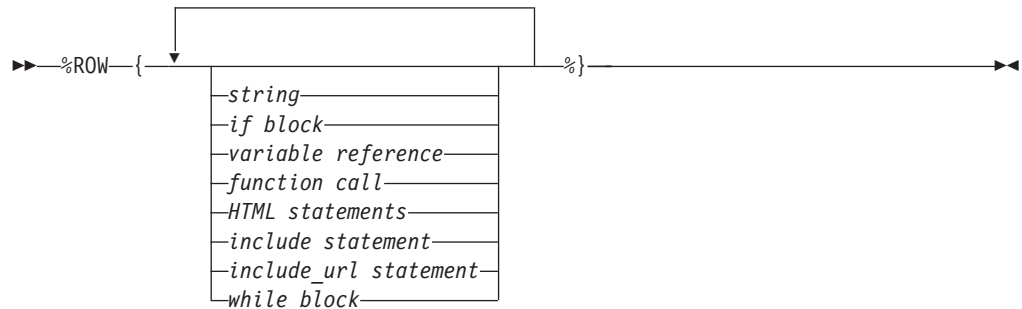 %ROW { %}
string
if block
variable reference
function call
HTML statements
include statement
include_url statement
while block